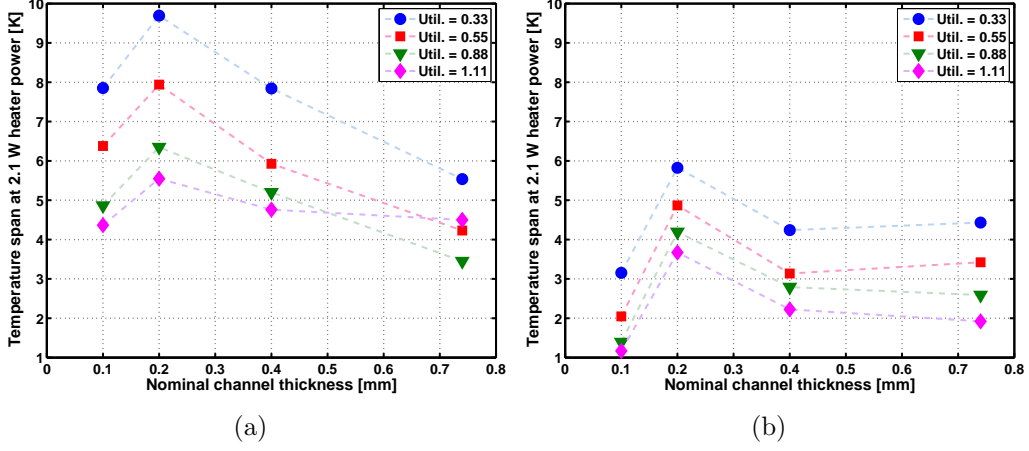 Temperature span at 2.1 W heater power [K]
10
9
8
7
6
5
4
3
2
1
0
0.1
0.2
0.3
0.4
0.5
0.6
0.7
0.8
Nominal channel thickness [mm]
Util. = 0.33
Util. = 0.55
Util. = 0.88
Util. = 1.11
(a)
Temperature span at 2.1 W heater power [K]
10
9
8
7
6
5
4
3
2
1
0
0.1
0.2
0.3
0.4
0.5
0.6
0.7
0.8
Nominal channel thickness [mm]
Util. = 0.33
Util. = 0.55
Util. = 0.88
Util. = 1.11
(b)